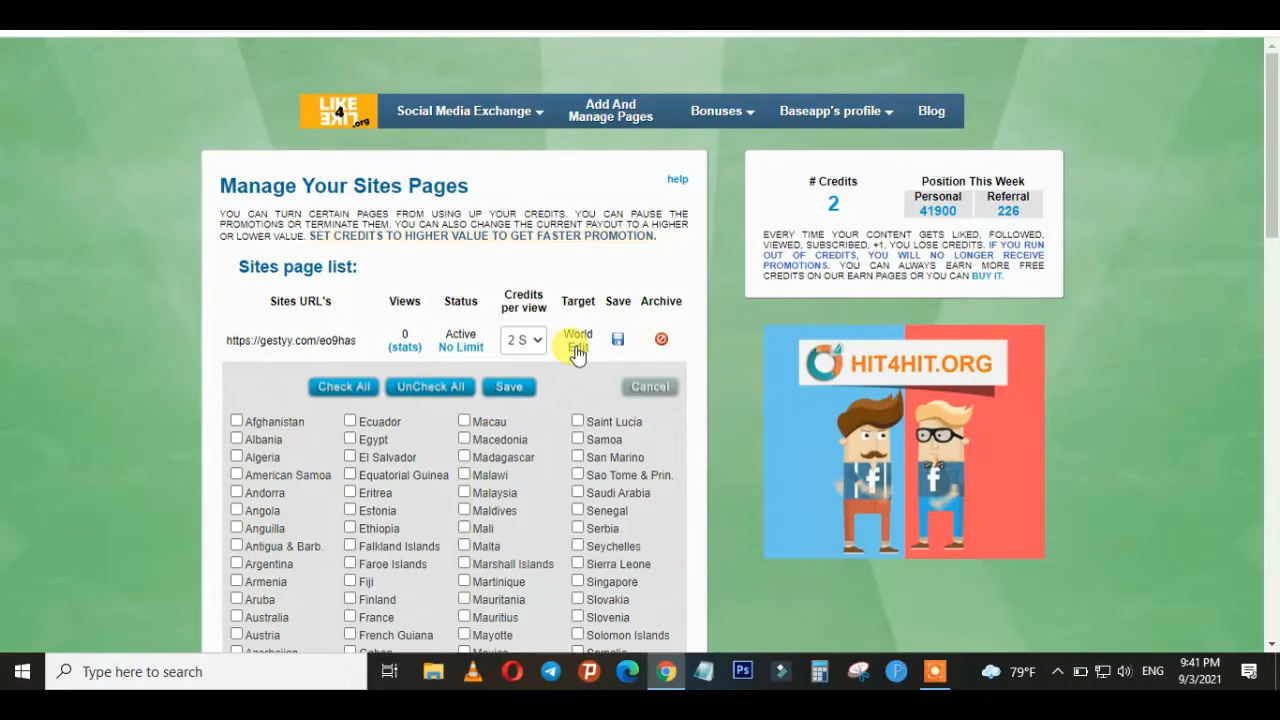 LIKE
4
LIKE
.org
Social Media Exchange
Add And
Manage Pages
Bonuses
Baseapp's profile
Blog
Manage Your Sites Pages
help
YOU CAN TURN CERTAIN PAGES FROM USING UP YOUR CREDITS. YOU CAN PAUSE THE
PROMOTIONS OR TERMINATE THEM. YOU CAN ALSO CHANGE THE CURRENT PAYOUT TO A HIGHER
OR LOWER VALUE. SET CREDITS TO HIGHER VALUE TO GET FASTER PROMOTION.
Sites page list:
Sites URL's
Views
Status
Credits
per view
Target
Save
Archive
https://gestyy.com/eo9has
0
(stats)
Active
No Limit
2 S
World
Edit
Check All
UnCheck All
Save
Cancel
Afghanistan
Ecuador
Macau
Saint Lucia
Albania
Egypt
Macedonia
Samoa
Algeria
El Salvador
Madagascar
San Marino
American Samoa
Equatorial Guinea
Malawi
Sao Tome & Prin.
Andorra
Eritrea
Malaysia
Saudi Arabia
Angola
Estonia
Maldives
Senegal
Anguilla
Ethiopia
Mali
Serbia
Antigua & Barb.
Falkland Islands
Malta
Seychelles
Argentina
Faroe Islands
Marshall Islands
Sierra Leone
Armenia
Fiji
Martinique
Singapore
Aruba
Finland
Mauritania
Slovakia
Australia
France
Mauritius
Slovenia
Austria
French Guiana
Mayotte
Solomon Islands
# Credits
2
Position This Week
Personal
41900
Referral
226
EVERY TIME YOUR CONTENT GETS LIKED, FOLLOWED,
VIEWED, SUBSCRIBED, +1, YOU LOSE CREDITS. IF YOU RUN
OUT OF CREDITS, YOU WILL NO LONGER RECEIVE
PROMOTIONS. YOU CAN ALWAYS EARN MORE FREE
CREDITS ON OUR EARN PAGES OR YOU CAN BUY IT.
HIT4HIT.ORG
Type here to search
Ps
79°F
ENG
9:41 PM
9/3/2021